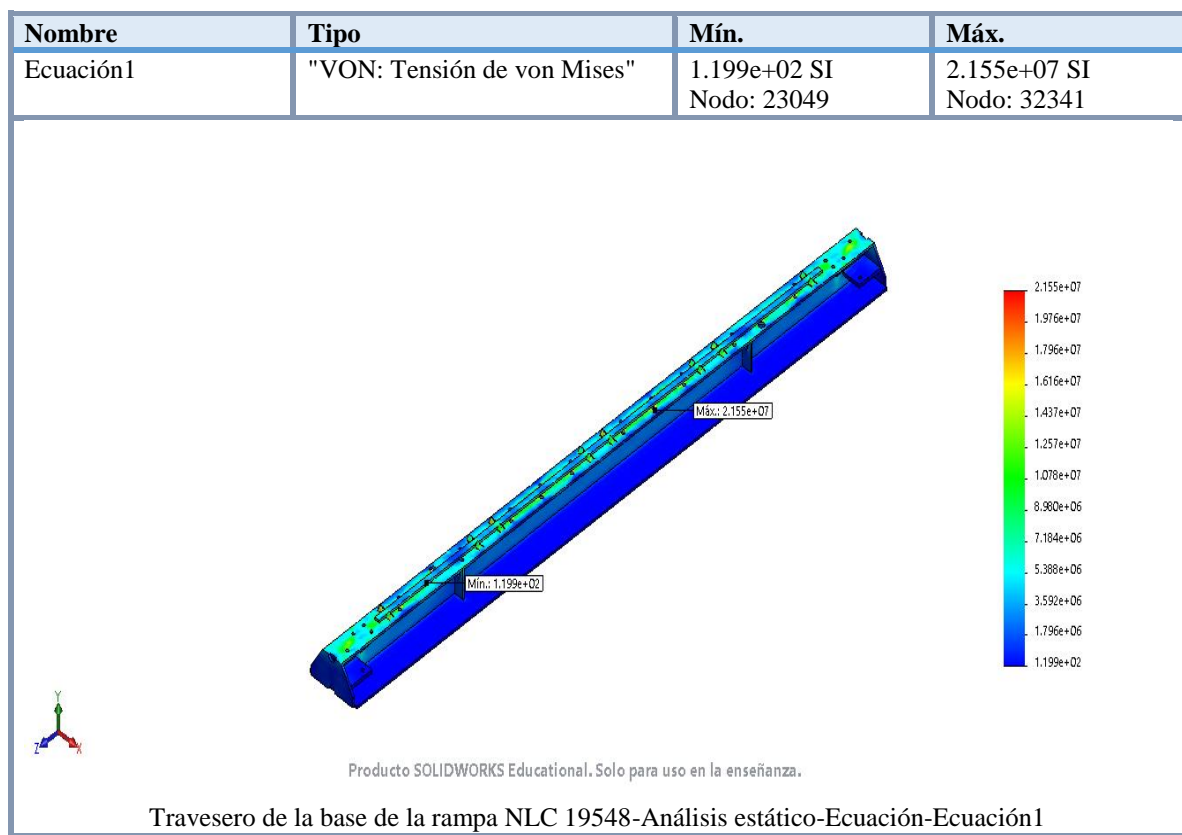 Nombre Tipo Mín. Máx.
Ecuación1 "VON: Tensión de von Mises" 1.199e+02 SI 2.155e+07 SI
Nodo: 23049 Nodo: 32341
2.155e+07
1.976e+07
1.796e+07
1.616e+07
1.437e+07
Máx.: 2.155e+07
1.257e+07
1.078e+07
8.980e+06
7.184e+06
5.388e+06
Mín.: 1.199e+02
3.592e+06
1.796e+06
1.199e+02
Y
Z X
Producto SOLIDWORKS Educational. Solo para uso en la enseñanza.
Travesero de la base de la rampa NLC 19548-Análisis estático-Ecuación-Ecuación1